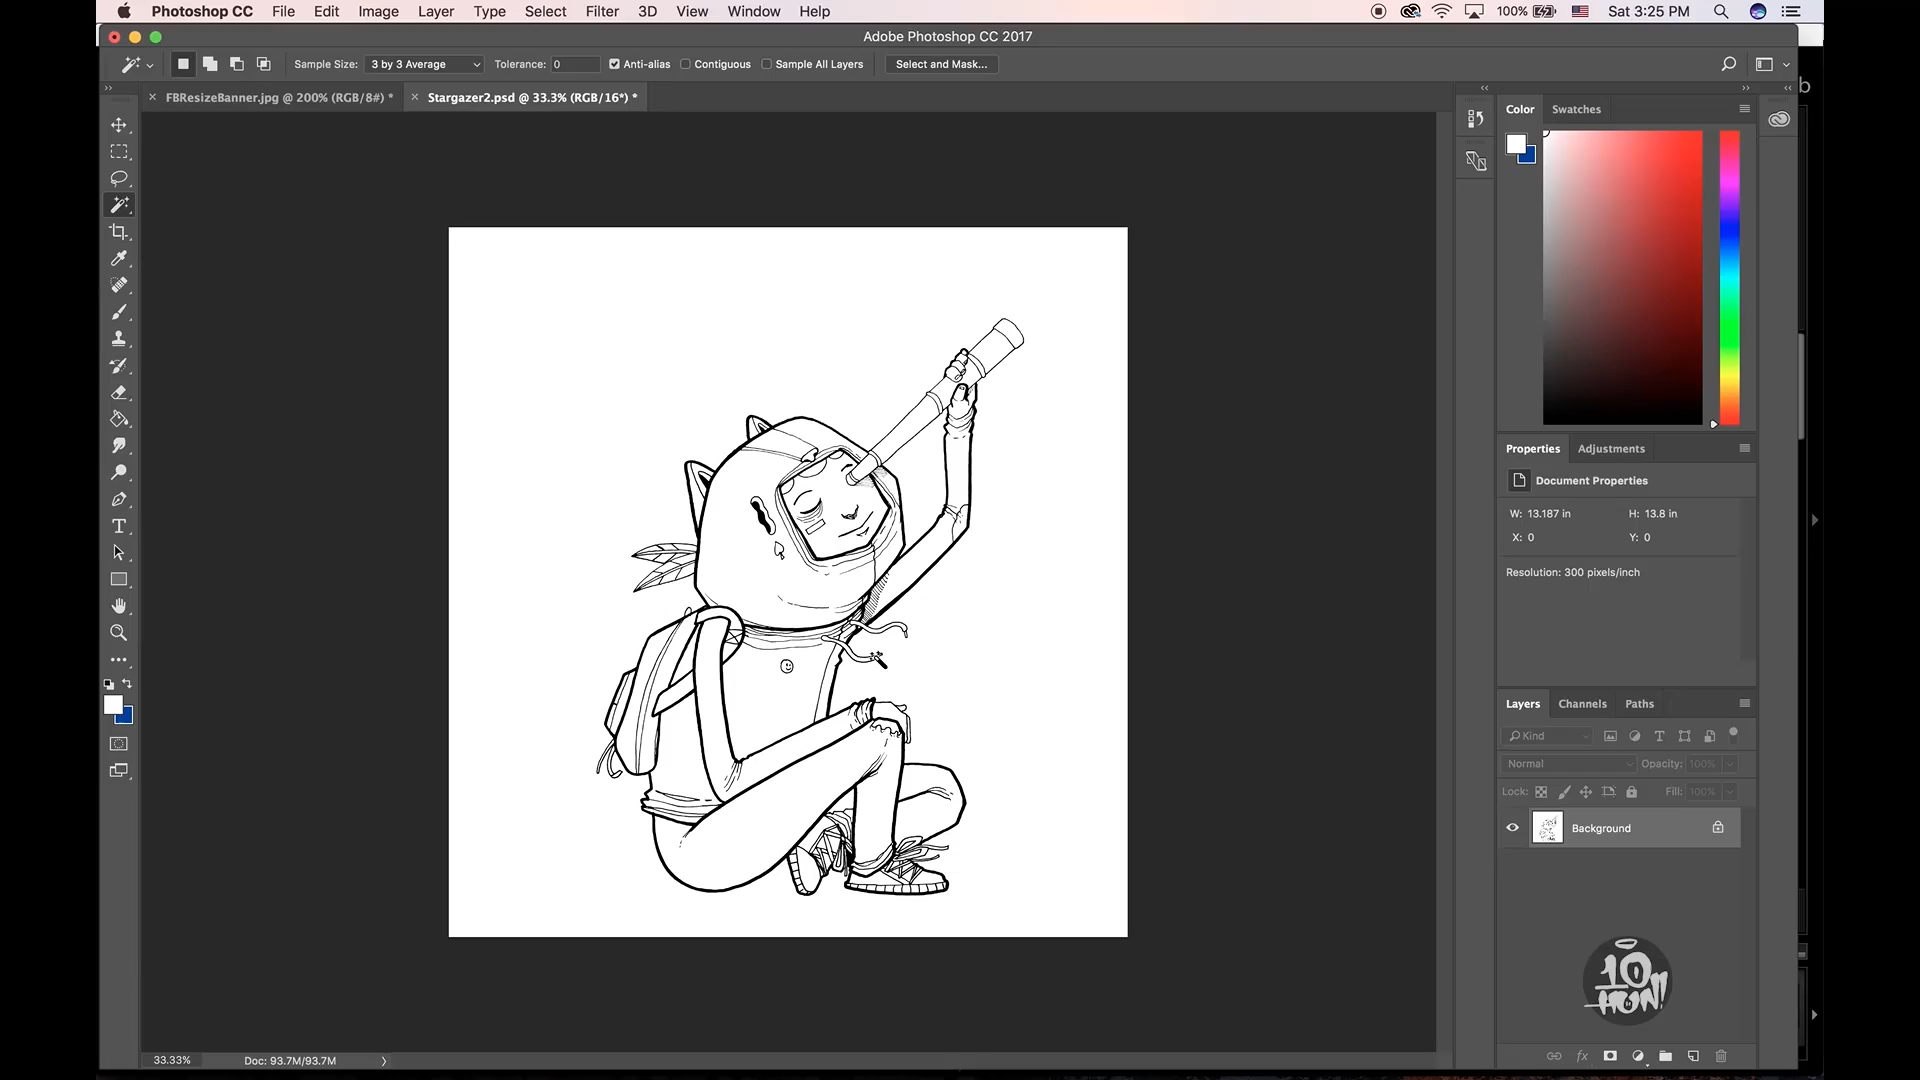 Photoshop CC File Edit Image Layer Type Select Filter 3D View Window Help 100% Sat 3:25 PM
Adobe Photoshop CC 2017
Sample Size: 3 by 3 Average Tolerance: 0 Anti-alias Contiguous Sample All Layers Select and Mask...
FBResizeBanner.jpg @ 200% (RGB/8#) * Stargazer2.psd @ 33.3% (RGB/16*) *
Color Swatches
Properties Adjustments
Document Properties
W: 13.187 in H: 13.8 in
X: 0 Y: 0
Resolution: 300 pixels/inch
Layers Channels Paths
Kind
Normal Opacity: 100%
Lock: Fill: 100%
Background
10
33.33% Doc: 93.7M/93.7M